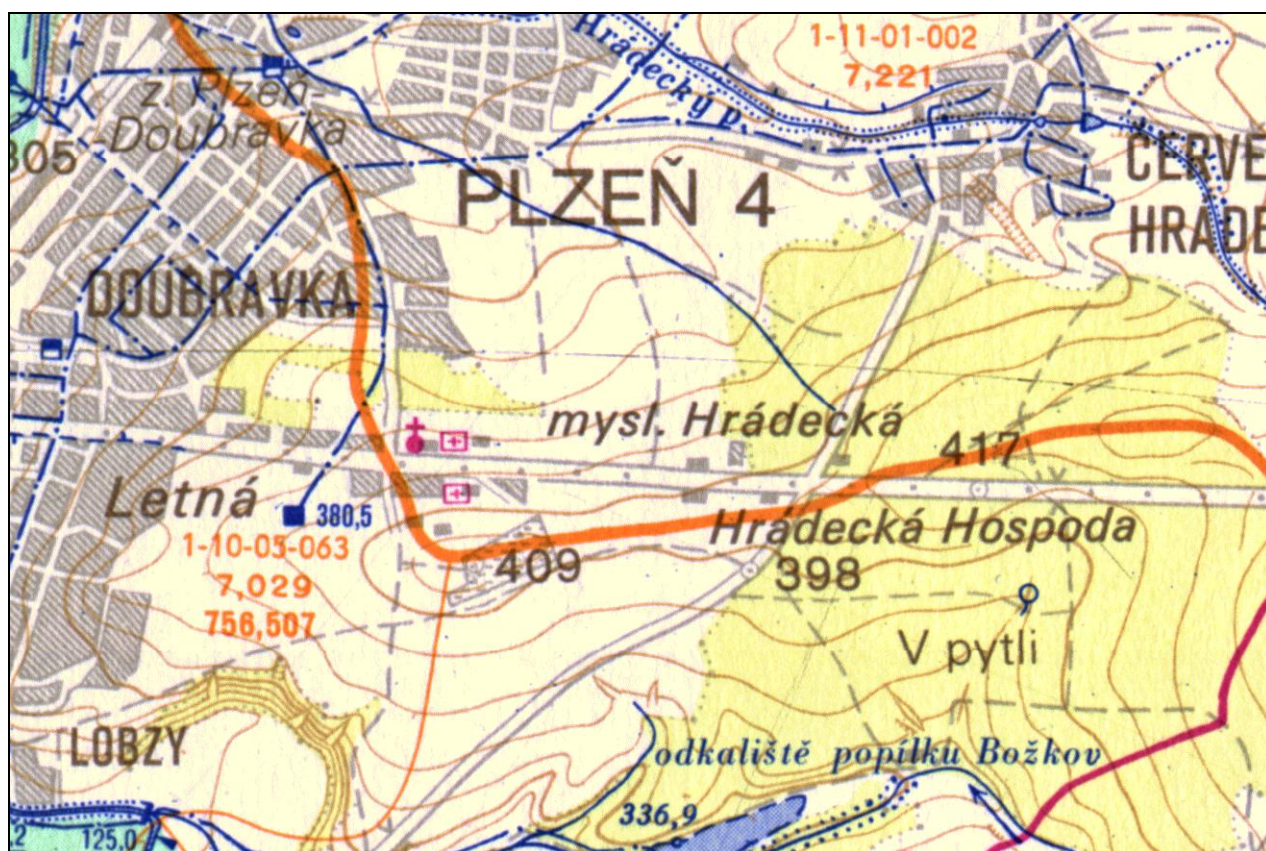 1-11-01-002
7,221
Hrádecký p.
z. Plzeň-
Doubravka
305
PLZEŇ 4
ČERVE
HRÁDE
DOUBRAVKA
mysl. Hrádecká
417
Letná
380,5
1-10-05-063
7,029
756,507
409
Hrádecká Hospoda
398
V pytli
LOBZY
odkaliště popílku Božkov
336,9
125.0